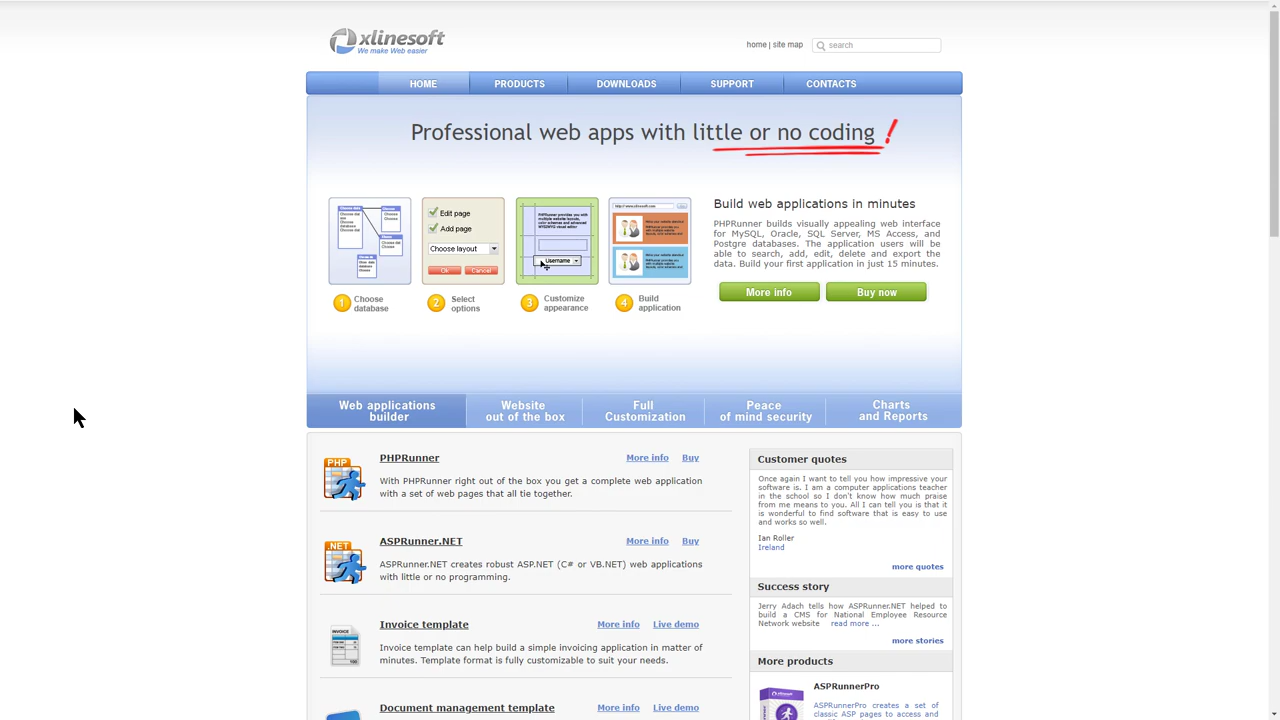 xlinesoft
We make Web easier
home | site map
search
HOME
PRODUCTS
DOWNLOADS
SUPPORT
CONTACTS
Professional web apps with little or no coding!
Edit page
Add page
Choose layout
Ok
Cancel
Username
1 Choose
database
2 Select
options
3 Customize
appearance
4 Build
application
Build web applications in minutes
PHPRunner builds visually appealing web interface
for MySQL, Oracle, SQL Server, MS Access, and
Postgre databases. The application users will be
able to search, add, edit, delete and export the
data. Build your first application in just 15 minutes.
More info
Buy now
Web applications
builder
Website
out of the box
Full
Customization
Peace
of mind security
Charts
and Reports
PHP
PHPRunner
More info
Buy
With PHPRunner right out of the box you get a complete web application
with a set of web pages that all tie together.
.NET
ASPRunner.NET
More info
Buy
ASPRunner.NET creates robust ASP.NET (C# or VB.NET) web applications
with little or no programming.
INVOICE
Invoice template
More info
Live demo
Invoice template can help build a simple invoicing application in matter of
minutes. Template format is fully customizable to suit your needs.
Document management template
More info
Live demo
Customer quotes
Once again I want to tell you how impressive your
software is. I am a computer applications teacher
in the school so I don't know how much praise
from me means to you. All I can tell you is that it
is wonderful to find software that is easy to use
and works so well.
Ian Roller
Ireland
more quotes
Success story
Jerry Adach tells how ASPRunner.NET helped to
build a CMS for National Employee Resource
Network website read more ...
more stories
More products
ASPRunnerPro
ASPRunnerPro creates a set of
classic ASP pages to access and